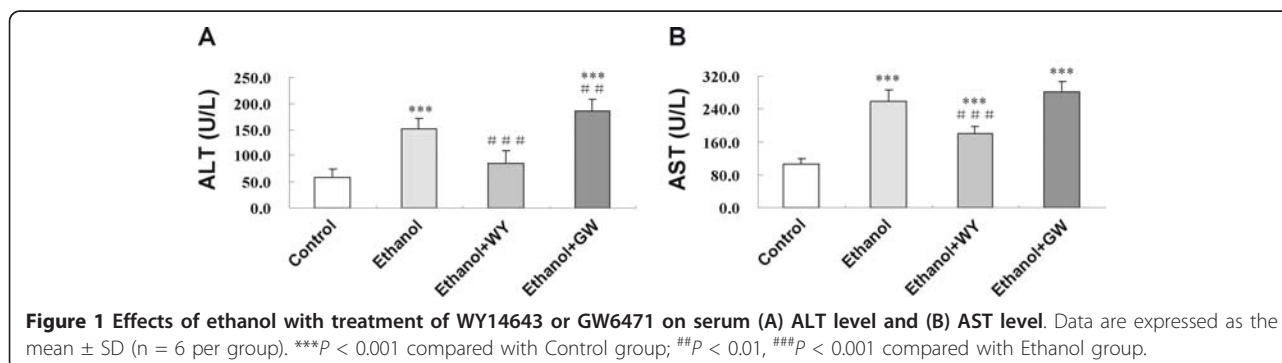 A
ALT (U/L)
250.0
200.0
150.0
100.0
50.0
0.0
***
# # #
***
# #
Control
Ethanol
Ethanol+WY
Ethanol+GW
B
AST (U/L)
320.0
240.0
160.0
80.0
0.0
***
***
# # #
***
Control
Ethanol
Ethanol+WY
Ethanol+GW
Figure 1 Effects of ethanol with treatment of WY14643 or GW6471 on serum (A) ALT level and (B) AST level. Data are expressed as the
mean ± SD (n = 6 per group). ***P < 0.001 compared with Control group; ##P < 0.01, ###P < 0.001 compared with Ethanol group.